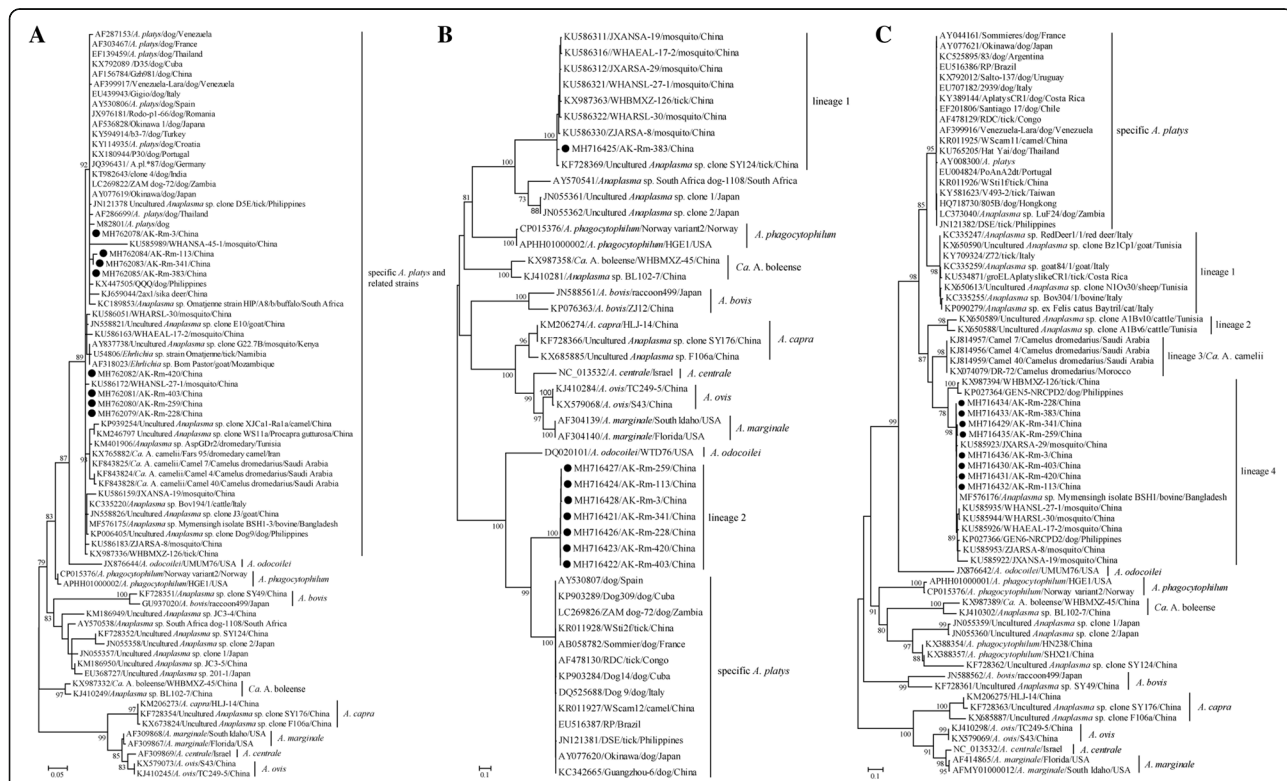 A
AF287153/A. platys/dog/Venezuela
AF303467/A. platys/dog/France
EF139459/A. platys/dog/Thailand
KX792089 /D35/dog/Cuba
AF156784/Gzh981/dog/China
AF399917/Venezuela-Lara/dog/Venezuela
EU439943/Gigio/dog/Italy
AY530806/A. platys/dog/Spain
JX976181/Rodo-p1-66/dog/Romania
AF536828/Okinawa 1/dog/Japana
KY594914/b3-7/dog/Turkey
KY114935/A. platys/dog/Croatia
KX180944/P30/dog/Portugal
JQ396431/ A.pl.*87/dog/Germany
KT982643/clone 4/dog/India
LC269822/ZAM dog-72/dog/Zambia
AY077619/Okinawa/dog/Japan
JN121378 Uncultured Anaplasma sp. clone D5E/tick/Philippines
AF286699/A. platys/dog/Thailand
M82801/A. platys/dog
MH762078/AK-Rm-3/China
KU585989/WHANSA-45-1/mosquito/China
MH762084/AK-Rm-113/China
MH762083/AK-Rm-341/China
MH762085/AK-Rm-383/China
KX447505/QQQ/dog/Philippines
KJ659044/2ax1/sika deer/China
KC189853/Anaplasma sp. Omatjenne strain HIP/A8/b/buffalo/South Africa
KU586051/WHARSL-30/mosquito/China
JN558821/Uncultured Anaplasma sp. clone E10/goat/China
KU586163/WHAEAL-17-2/mosquito/China
AY837738/Uncultured Anaplasma sp. clone G22.7B/mosquito/Kenya
U54806/Ehrlichia sp. strain Omatjenne/tick/Namibia
AF318023/Ehrlichia sp. Bom Pastor/goat/Mozambique
MH762082/AK-Rm-420/China
KU586172/WHANSL-27-1/mosquito/China
MH762081/AK-Rm-403/China
MH762080/AK-Rm-259/China
MH762079/AK-Rm-228/China
KP939254/Uncultured Anaplasma sp. clone XJCa1-Ra1a/camel/China
KM246797 Uncultured Anaplasma sp. clone WS11a/Procapra gutturosa/China
KM401906/Anaplasma sp. AspGDr2/dromedary/Tunisia
KX765882/Ca. A. camelii/Fars 95/dromedary camel/Iran
KF843825/Ca. A. camelii/Camel 7/Camelus dromedarius/Saudi Arabia
KF843824/Ca. A. camelii/Camel 4/Camelus dromedarius/Saudi Arabia
KF843828/Ca. A. camelii/Camel 40/Camelus dromedarius/Saudi Arabia
KU586159/JXANSA-19/mosquito/China
KC335220/Anaplasma sp. Bov194/1/cattle/Italy
JN558826/Uncultured Anaplasma sp. clone J3/goat/China
MF576175/Anaplasma sp. Mymensingh isolate BSH1-3/bovine/Bangladesh
KP006405/Uncultured Anaplasma sp. clone Dog9/dog/Philippines
KU586183/ZJARSA-8/mosquito/China
KX987336/WHBMXZ-126/tick/China
JX876644/A. odocoilei/UMUM76/USA
CP015376/A. phagocytophilum/Norway variant2/Norway
APHH01000002/A. phagocytophilum/HGE1/USA
KF728351/Anaplasma sp. clone SY49/China
GU937020/A. bovis/raccoon499/Japan
KM186949/Uncultured Anaplasma sp. JC3-4/China
AY570538/Anaplasma sp. South Africa dog-1108/South Africa
KF728352/Uncultured Anaplasma sp. SY124/China
JN055358/Uncultured Anaplasma sp. clone 2/Japan
JN055357/Uncultured Anaplasma sp. clone 1/Japan
KM186950/Uncultured Anaplasma sp. JC3-5/China
EU368727/Uncultured Anaplasma sp. 201-1/Japan
KX987332/Ca. A. boleense/WHBMXZ-45/China
KJ410249/Anaplasma sp. BL102-7/China
KM206273/A. capra/HLJ-14/China
KF728354/Uncultured Anaplasma sp. clone SY176/China
KX673824/Uncultured Anaplasma sp. clone F106a/China
AF309868/A. marginale/South Idaho/USA
AF309867/A. marginale/Florida/USA
AF309869/A. centrale/Israel
KX579073/A. ovis/S43/China
KJ410245/A. ovis/TC249-5/China
specific A. platys and
related strains
A. odocoilei
A. phagocytophilum
A. bovis
Ca. A. boleense
A. capra
A. marginale
A. centrale
A. ovis
92
89
93
87
83
79
83
97
99
85
83
0.05
B
KU586311/JXANSA-19/mosquito/China
KU586316//WHAEAL-17-2/mosquito/China
KU586312/JXARSA-29/mosquito/China
KU586321/WHANSL-27-1/mosquito/China
KX987363/WHBMXZ-126/tick/China
KU586322/WHARSL-30/mosquito/China
KU586330/ZJARSA-8/mosquito/China
MH716425/AK-Rm-383/China
KF728369/Uncultured Anaplasma sp. clone SY124/tick/China
AY570541/Anaplasma sp. South Africa dog-1108/South Africa
JN055361/Uncultured Anaplasma sp. clone 1/Japan
JN055362/Uncultured Anaplasma sp. clone 2/Japan
CP015376/A. phagocytophilum/Norway variant2/Norway
APHH01000002/A. phagocytophilum/HGE1/USA
KX987358/Ca. A. boleense/WHBMXZ-45/China
KJ410281/Anaplasma sp. BL102-7/China
JN588561/A. bovis/raccoon499/Japan
KP076363/A. bovis/ZJ12/China
KM206274/A. capra/HLJ-14/China
KF728366/Uncultured Anaplasma sp. clone SY176/China
KX685885/Uncultured Anaplasma sp. F106a/China
NC_013532/A. centrale/Israel
KJ410284/A. ovis/TC249-5/China
KX579068/A. ovis/S43/China
AF304139/A. marginale/South Idaho/USA
AF304140/A. marginale/Florida/USA
DQ020101/A. odocoilei/WTD76/USA
MH716427/AK-Rm-259/China
MH716424/AK-Rm-113/China
MH716428/AK-Rm-3/China
MH716421/AK-Rm-341/China
MH716426/AK-Rm-228/China
MH716423/AK-Rm-420/China
MH716422/AK-Rm-403/China
AY530807/dog/Spain
KP903289/Dog309/dog/Cuba
LC269826/ZAM dog-72/dog/Zambia
KR011928/WSti2f/tick/China
AB058782/Sommier/dog/France
AF478130/RDC/tick/Congo
KP903284/Dog14/dog/Cuba
DQ525688/Dog 9/dog/Italy
KR011927/WScam12/camel/China
EU516387/RP/Brazil
JN121381/DSE/tick/Philippines
AY077620/Okinawa/dog/Japan
KC342665/Guangzhou-6/dog/China
lineage 1
A. phagocytophilum
Ca. A. boleense
A. bovis
A. capra
A. centrale
A. ovis
A. marginale
A. odocoilei
lineage 2
specific A. platys
100
100
73
88
81
100
100
100
96
100
99
100
97
100
100
100
100
0.1
C
AY044161/Sommieres/dog/France
AY077621/Okinawa/dog/Japan
KC525895/83/dog/Argentina
EU516386/RP/Brazil
KX792012/Salto-137/dog/Uruguay
EU707182/2939/dog/Italy
KY389144/AplatysCR1/dog/Costa Rica
EF201806/Santiago 17/dog/Chile
AF478129/RDC/tick/Congo
AF399916/Venezuela-Lara/dog/Venezuela
KR011925/WScam11/camel/China
KU765205/Hat Yai/dog/Thailand
AY008300/A. platys
EU004824/PoAnA2dt/Portugal
KR011926/WSti1f/tick/China
KY581623/V493-2/tick/Taiwan
HQ718730/805B/dog/Hongkong
LC373040/Anaplasma sp. LuF24/dog/Zambia
JN121382/DSE/tick/Philippines
KC335247/Anaplasma sp. RedDeer1/1/red deer/Italy
KX650590/Uncultured Anaplasma sp. clone Bz1Cp1/goat/Tunisia
KY709324/Z72/tick/Italy
KC335259/Anaplasma sp. goat84/1/goat/Italy
KU534871/groELAplatyslikeCR1/tick/Costa Rica
KX650613/Uncultured Anaplasma sp. clone N1Ov30/sheep/Tunisia
KC335255/Anaplasma sp. Bov304/1/bovine/Italy
KP090279/Anaplasma sp. ex Felis catus Baytril/cat/Italy
KX650589/Uncultured Anaplasma sp. clone A1Bv10/cattle/Tunisia
KX650588/Uncultured Anaplasma sp. clone A1Bv6/cattle/Tunisia
KJ814957/Camel 7/Camelus dromedarius/Saudi Arabia
KJ814956/Camel 4/Camelus dromedarius/Saudi Arabia
KJ814959/Camel 40/Camelus dromedarius/Saudi Arabia
KX074079/DR-72/Camelus dromedarius/Morocco
KX987394/WHBMXZ-126/tick/China
KP027364/GEN5-NRCPD2/dog/Philippines
MH716434/AK-Rm-228/China
MH716433/AK-Rm-383/China
MH716429/AK-Rm-341/China
MH716435/AK-Rm-259/China
KU585923/JXARSA-29/mosquito/China
MH716436/AK-Rm-3/China
MH716430/AK-Rm-403/China
MH716431/AK-Rm-420/China
MH716432/AK-Rm-113/China
MF576176/Anaplasma sp. Mymensingh isolate BSH1/bovine/Bangladesh
KU585935/WHANSL-27-1/mosquito/China
KU585944/WHARSL-30/mosquito/China
KU585926/WHAEAL-17-2/mosquito/China
KP027366/GEN6-NRCPD2/dog/Philippines
KU585953/ZJARSA-8/mosquito/China
KU585922/JXANSA-19/mosquito/China
JX876642/A. odocoilei/UMUM76/USA
APHH01000001/A. phagocytophilum/HGE1/USA
CP015376/A. phagocytophilum/Norway variant2/Norway
KX987389/Ca. A. boleense/WHBMXZ-45/China
KJ410302/Anaplasma sp. BL102-7/China
JN055359/Uncultured Anaplasma sp. clone 1/Japan
JN055360/Uncultured Anaplasma sp. clone 2/Japan
KX388354/A. phagocytophilum/HN238/China
KX388357/A. phagocytophilum/SHX21/China
KF728362/Uncultured Anaplasma sp. clone SY124/China
JN588562/A. bovis/raccoon499/Japan
KF728361/Uncultured Anaplasma sp. SY49/China
KM206275/A. capra/HLJ-14/China
KF728363/Uncultured Anaplasma sp. clone SY176/China
KX685887/Uncultured Anaplasma sp. clone F106a/China
KJ410298/A. ovis/TC249-5/China
KX579069/A. ovis/S43/China
NC_013532/A. centrale/Israel
AF414865/A. marginale/Florida/USA
AFMY01000012/A. marginale/South Idaho/USA
specific A. platys
lineage 1
lineage 2
lineage 3/Ca. A. camelii
lineage 4
A. odocoilei
A. phagocytophilum
Ca. A. boleense
A. bovis
A. capra
A. ovis
A. centrale
A. marginale
95
85
98
98
88
100
78
98
99
89
99
100
91
80
99
88
99
100
100
99
98
95
0.1